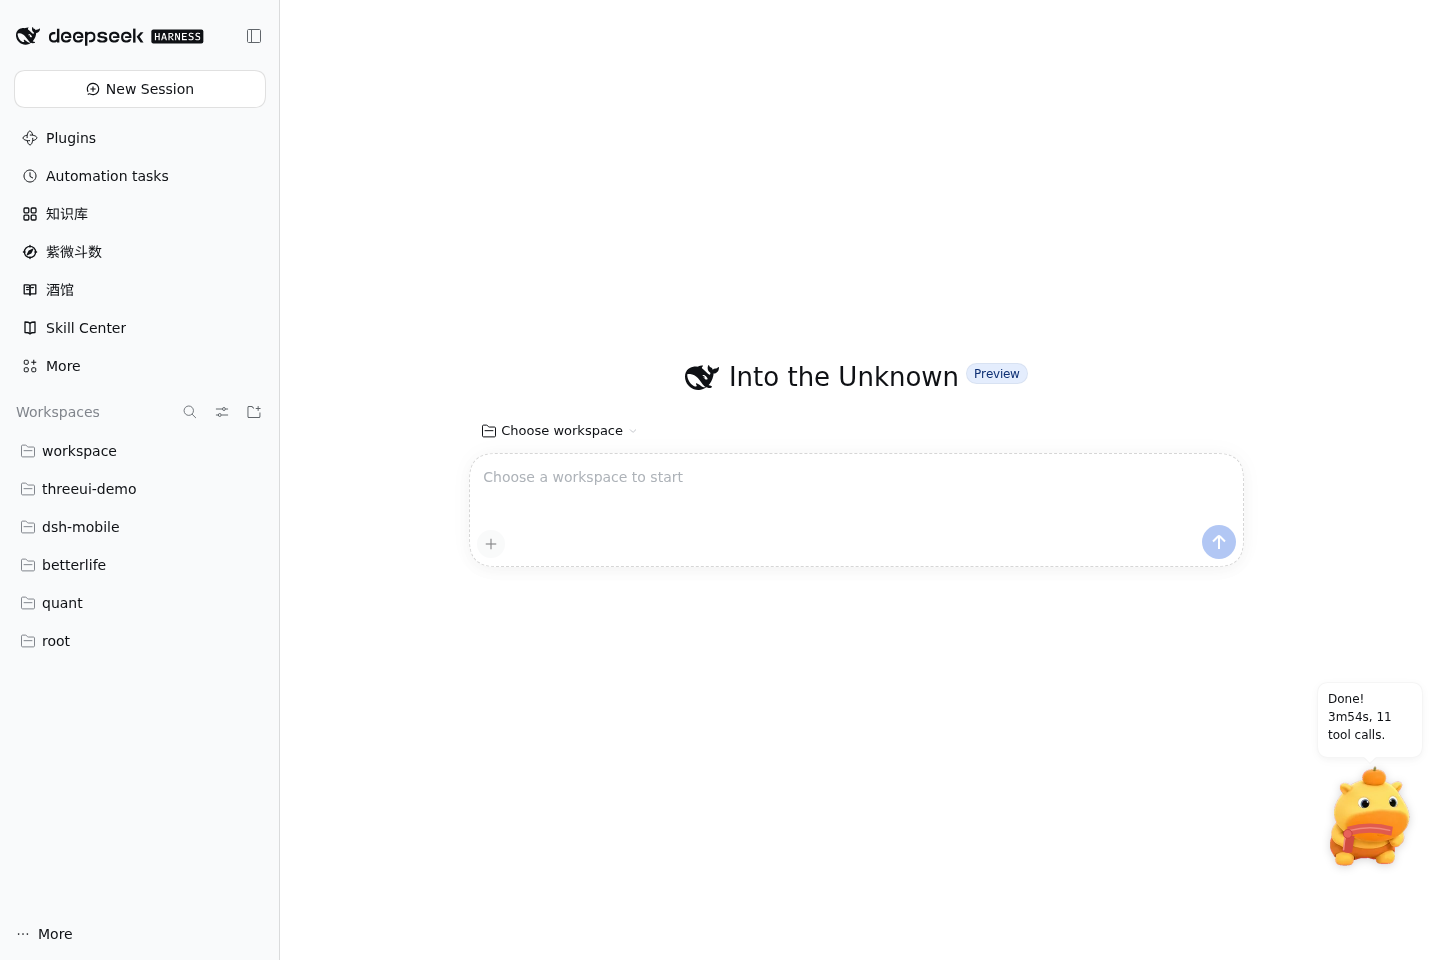 deepseek HARNESS
New Session
Plugins
Automation tasks
知识库
紫微斗数
酒馆
Skill Center
More
Workspaces
workspace
threeui-demo
dsh-mobile
betterlife
quant
root
More
Into the Unknown Preview
Choose workspace
Choose a workspace to start
Done!
3m54s, 11
tool calls.